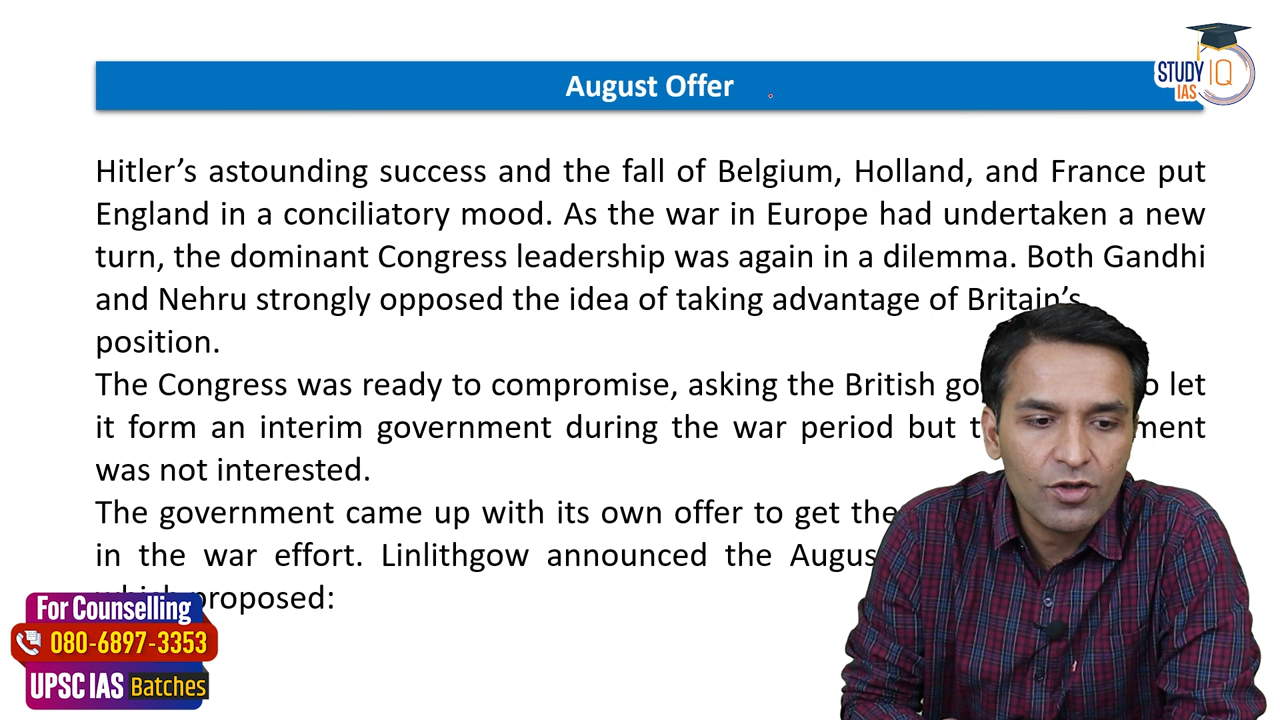 August Offer
STUDY IQ
IAS
Hitler’s astounding success and the fall of Belgium, Holland, and France put
England in a conciliatory mood. As the war in Europe had undertaken a new
turn, the dominant Congress leadership was again in a dilemma. Both Gandhi
and Nehru strongly opposed the idea of taking advantage of Britain’s
position.
The Congress was ready to compromise, asking the British let
it form an interim government during the war period but
was not interested.
The government came up with its own offer to get
in the war effort. Linlithgow announced the
proposed:
For Counselling
080-6897-3353
UPSC IAS Batches